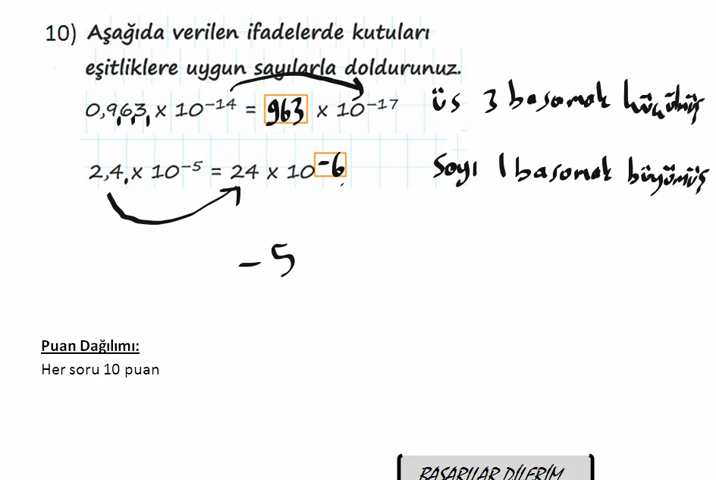 10) Aşağıda verilen ifadelerde kutuları
eşitliklere uygun sayılarla doldurunuz.
0,963 x 10⁻¹⁴ = 963 x 10⁻¹⁷ üs 3 basamak küçülmüş
2,4 x 10⁻⁵ = 24 x 10⁻⁶ Sayı 1 basamak büyümüş
-5
Puan Dağılımı:
Her soru 10 puan
BAŞARILAR DİLERİM